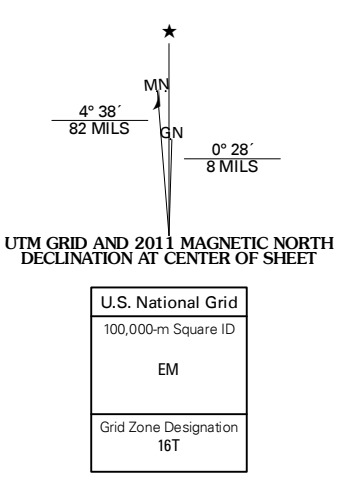 ★
MN
4° 38´
82 MILS
GN
0° 28´
8 MILS
UTM GRID AND 2011 MAGNETIC NORTH
DECLINATION AT CENTER OF SHEET
U.S. National Grid
100,000-m Square ID
EM
Grid Zone Designation
16T